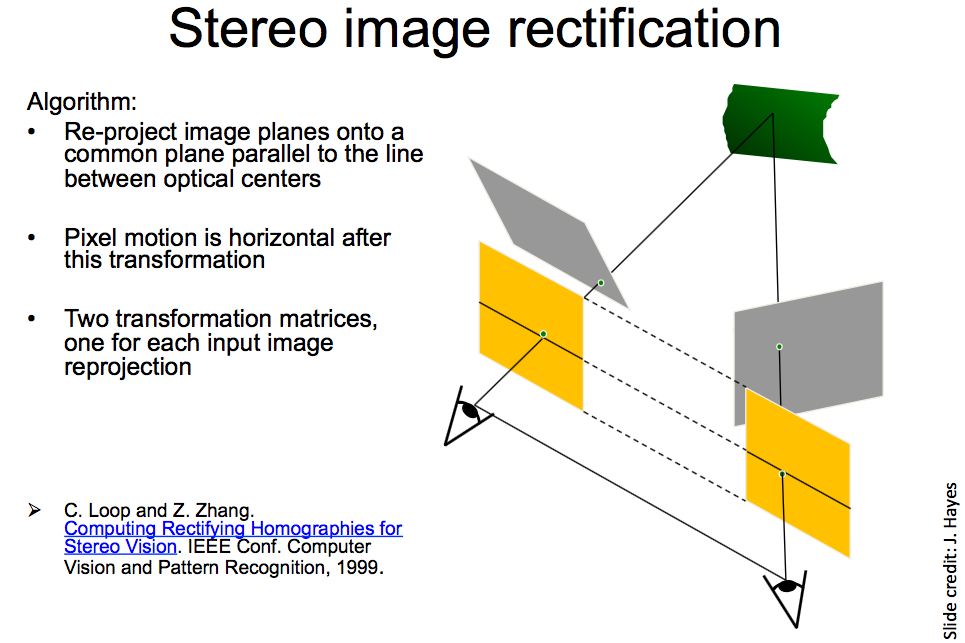 Stereo image rectification
Algorithm:
• Re-project image planes onto a
common plane parallel to the line
between optical centers
• Pixel motion is horizontal after
this transformation
• Two transformation matrices,
one for each input image
reprojection
➢ C. Loop and Z. Zhang.
Computing Rectifying Homographies for
Stereo Vision. IEEE Conf. Computer
Vision and Pattern Recognition, 1999.
Slide credit: J. Hayes